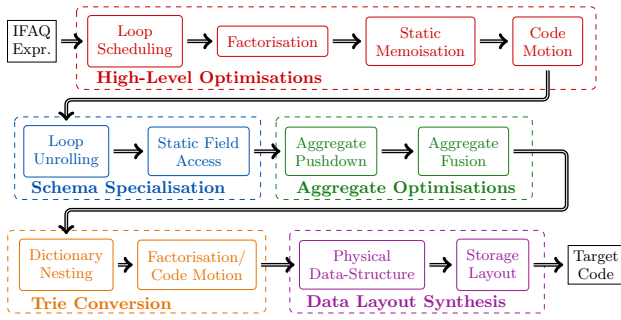 IFAQ
Expr.
Loop
Scheduling
Factorisation
Static
Memoisation
Code
Motion
High-Level Optimisations
Loop
Unrolling
Static Field
Access
Schema Specialisation
Aggregate
Pushdown
Aggregate
Fusion
Aggregate Optimisations
Dictionary
Nesting
Factorisation/
Code Motion
Trie Conversion
Physical
Data-Structure
Storage
Layout
Data Layout Synthesis
Target
Code